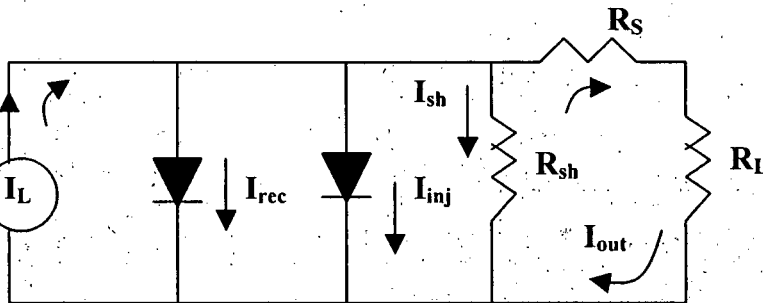 R_S
I_sh
I_L
I_rec
I_inj
R_sh
R_L
I_out